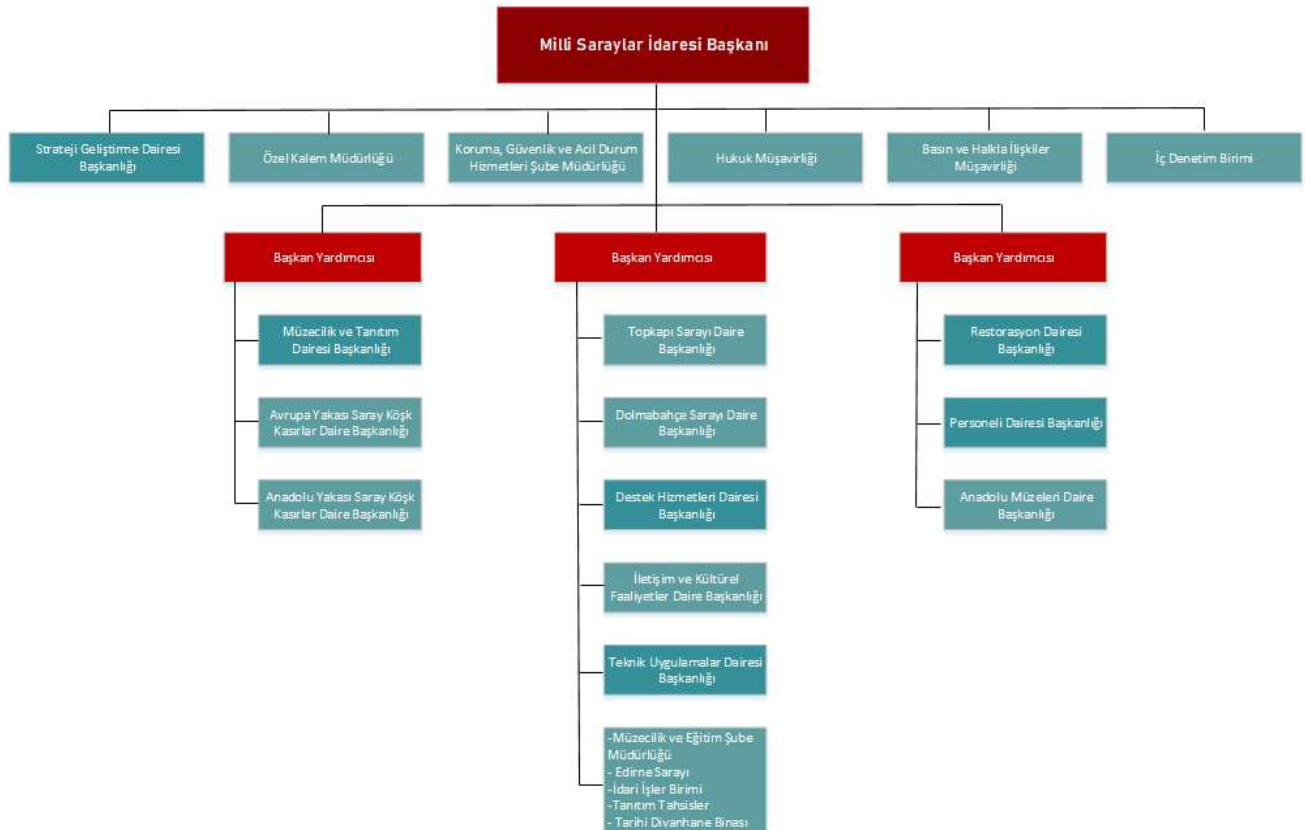 Milli Saraylar İdaresi Başkanı
Strateji Geliştirme Dairesi
Başkanlığı
Özel Kalem Müdürlüğü
Koruma, Güvenlik ve Acil Durum
Hizmetleri Şube Müdürlüğü
Hukuk Müşavirliği
Basın ve Halkla İlişkiler
Müşavirliği
İç Denetim Birimi
Başkan Yardımcısı
Müzecilik ve Tanıtım
Dairesi Başkanlığı
Avrupa Yakası Saray Köşk
Kasırlar Daire Başkanlığı
Anadolu Yakası Saray Köşk
Kasırlar Daire Başkanlığı
Başkan Yardımcısı
Topkapı Sarayı Daire
Başkanlığı
Dolmabahçe Sarayı Daire
Başkanlığı
Destek Hizmetleri Dairesi
Başkanlığı
İletişim ve Kültürel
Faaliyetler Daire Başkanlığı
Teknik Uygulamalar Dairesi
Başkanlığı
-Müzecilik ve Eğitim Şube
Müdürlüğü
- Edirne Sarayı
-İdari İşler Birimi
-Tanıtım Tahsisler
- Tarihi Divanhane Binası
Başkan Yardımcısı
Restorasyon Dairesi
Başkanlığı
Personeli Dairesi Başkanlığı
Anadolu Müzeleri Daire
Başkanlığı